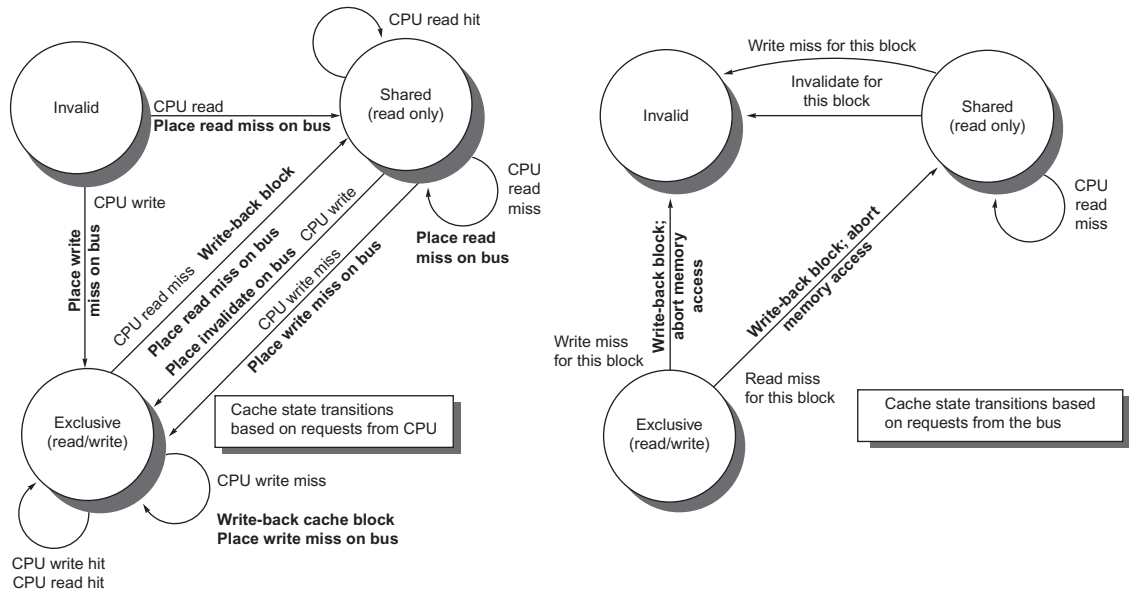 CPU read hit
Invalid
Shared
(read only)
CPU read
Place read miss on bus
CPU write
Place write
miss on bus
CPU read miss
Write-back block
Place read miss on bus
Place invalidate on bus
CPU write
CPU write miss
Place write miss on bus
CPU
read
miss
Place read
miss on bus
Exclusive
(read/write)
Cache state transitions
based on requests from CPU
CPU write miss
Write-back cache block
Place write miss on bus
CPU write hit
CPU read hit
Write miss for this block
Invalidate for
this block
Invalid
Shared
(read only)
CPU
read
miss
Write-back block;
abort memory
access
Write-back block; abort
memory access
Write miss
for this block
Read miss
for this block
Exclusive
(read/write)
Cache state transitions based
on requests from the bus